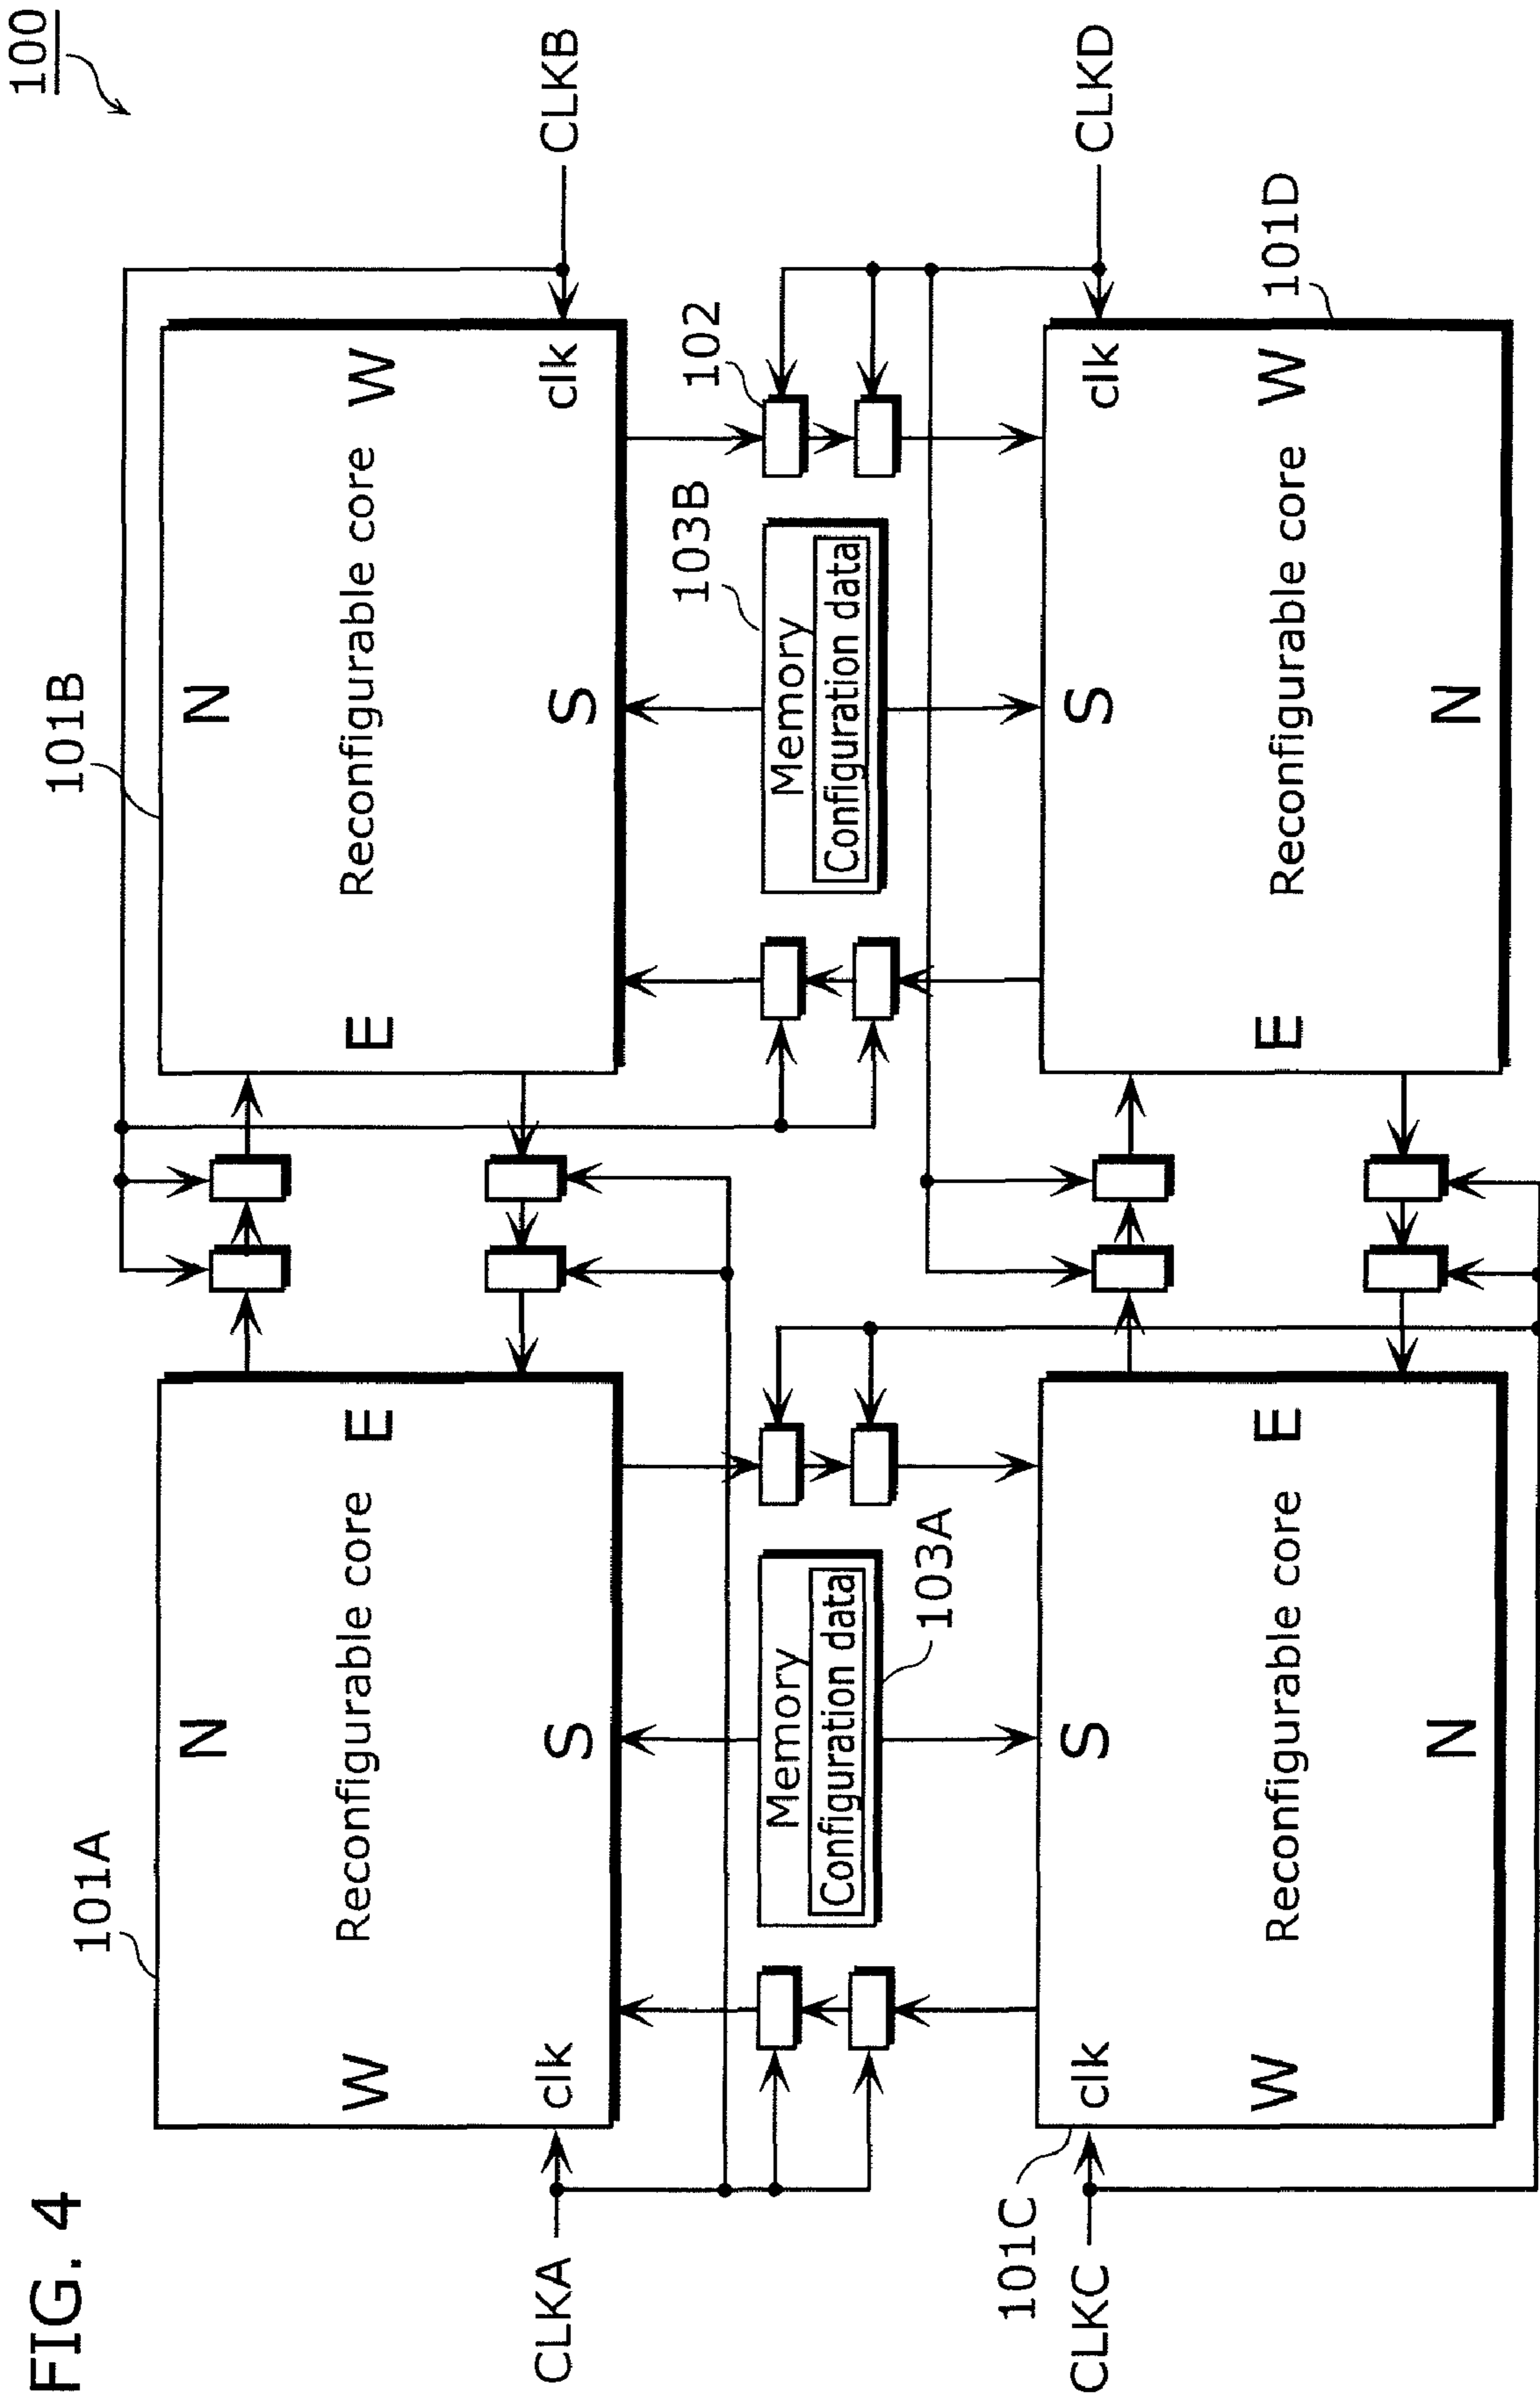 FIG. 4
100
101A
101B
N
N
W
Reconfigurable core
E
E
Reconfigurable core
W
CLKA
clk
S
S
clk
CLKB
102
103B
Memory
Configuration data
Memory
Configuration data
103A
101C
CLKC
clk
S
S
clk
CLKD
W
Reconfigurable core
E
E
Reconfigurable core
W
101D
N
N